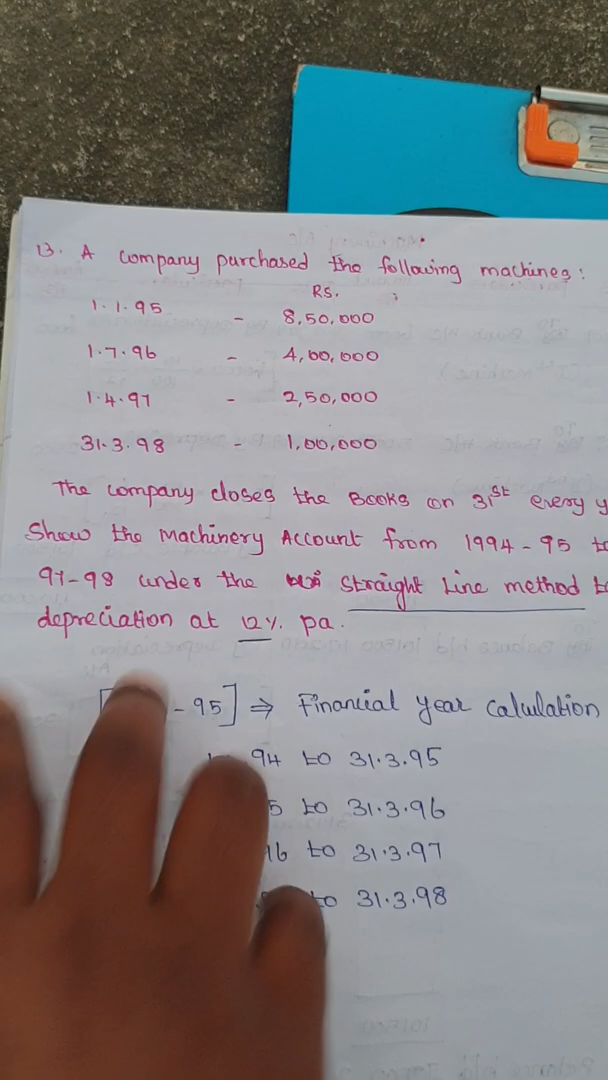 13. A Company purchased the following machines:
Rs.
1.1.95 - 8,50,000
1.7.96 - 4,00,000
1.4.97 - 2,50,000
31.3.98 - 1,00,000
The Company closes the Books on 31st every
Show the Machinery Account from 1994-95 to
97-98 under the Straight Line method
depreciation at 12% pa.
- 95] ⇒ Financial year calculation
94 to 31.3.95
5 to 31.3.96
96 to 31.3.97
to 31.3.98